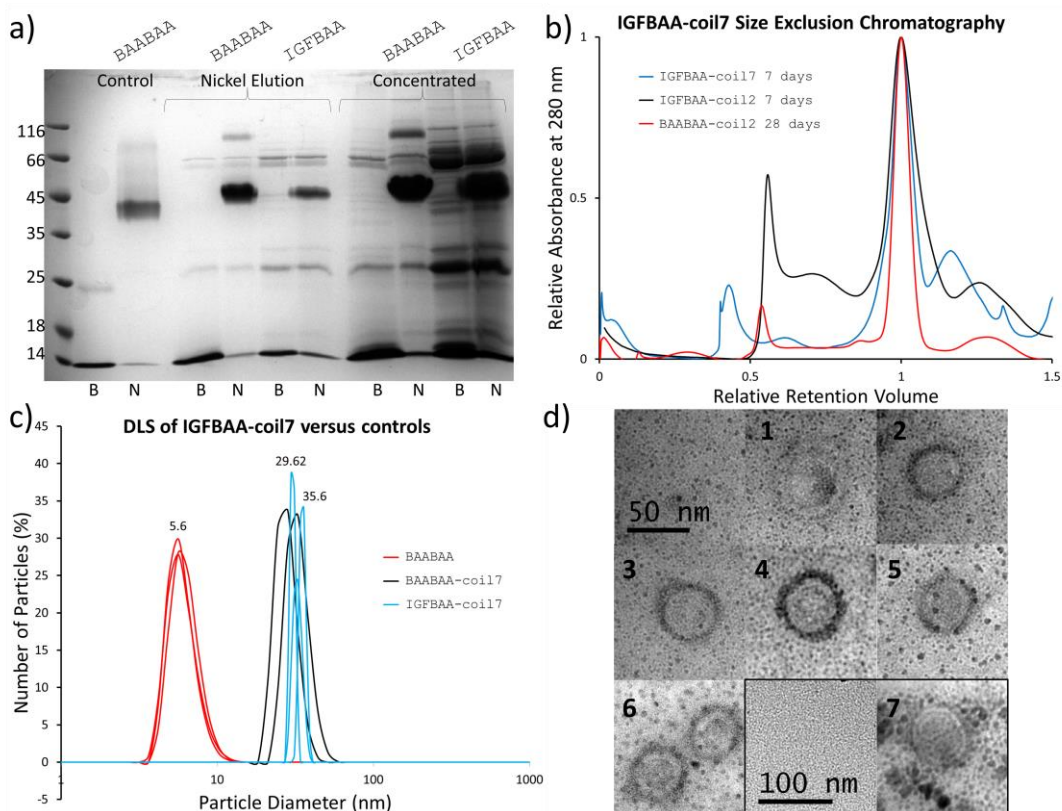 a)
BAABAA
BAABAA
IGFBAA
BAABAA
IGFBAA
Control
Nickel Elution
Concentrated
116
66
45
35
25
18
14
B N B N B N B N B N
b)
IGFBAA-coil7 Size Exclusion Chromatography
IGFBAA-coil7 7 days
IGFBAA-coil2 7 days
BAABAA-coil2 28 days
Relative Absorbance at 280 nm
1
0.5
0
0 0.5 1 1.5
Relative Retention Volume
c)
DLS of IGFBAA-coil7 versus controls
Number of Particles (%)
45
40
35
30
25
20
15
10
5
0
-5
29.62
35.6
5.6
BAABAA
BAABAA-coil7
IGFBAA-coil7
1 10 100 1000
Particle Diameter (nm)
d)
50 nm
1
2
3
4
5
6
100 nm
7